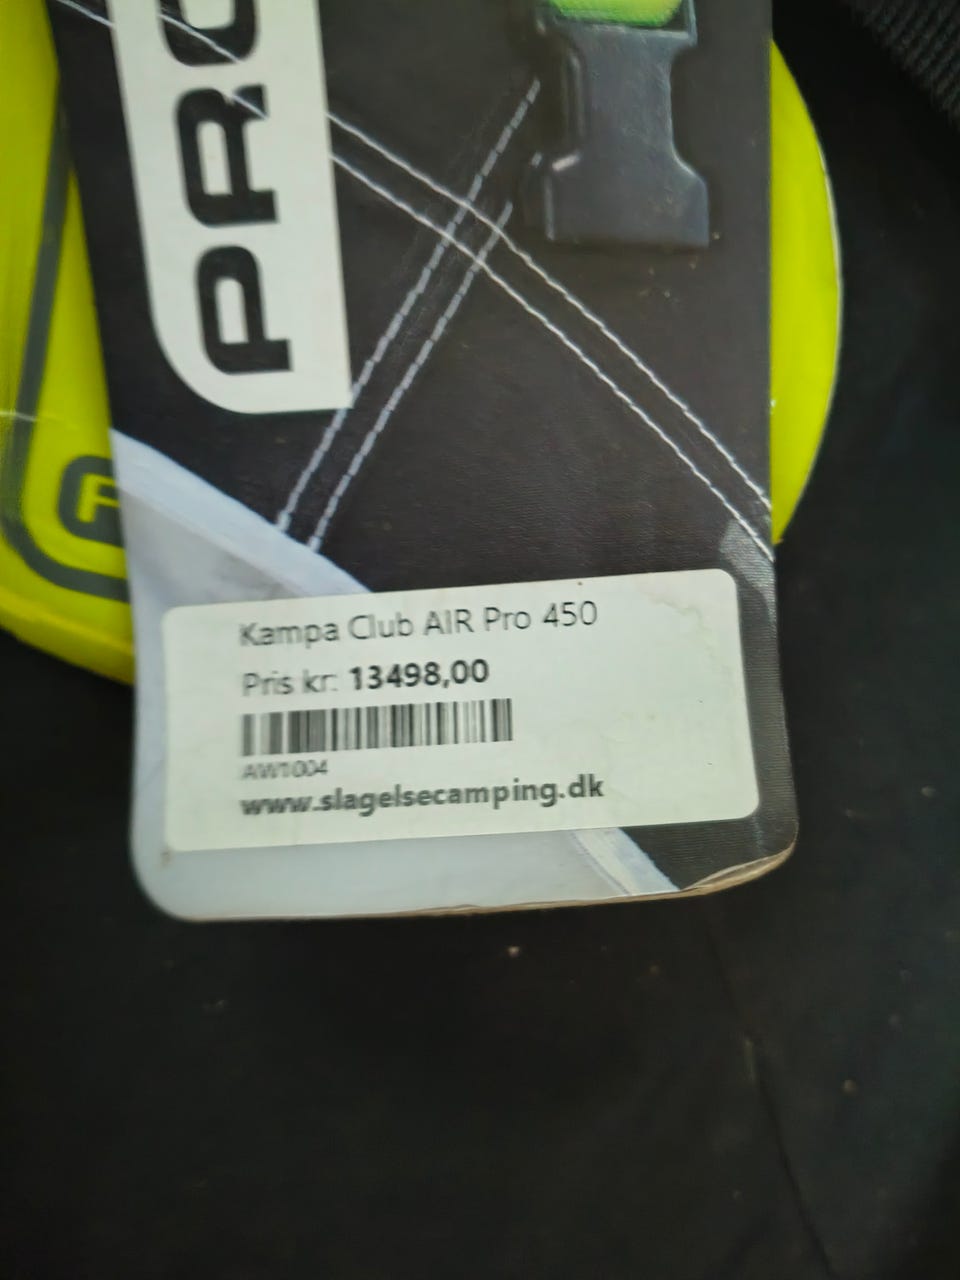 PRO
Kampa Club AIR Pro 450
Pris kr: 13498,00
AW1004
www.slagelsecamping.dk